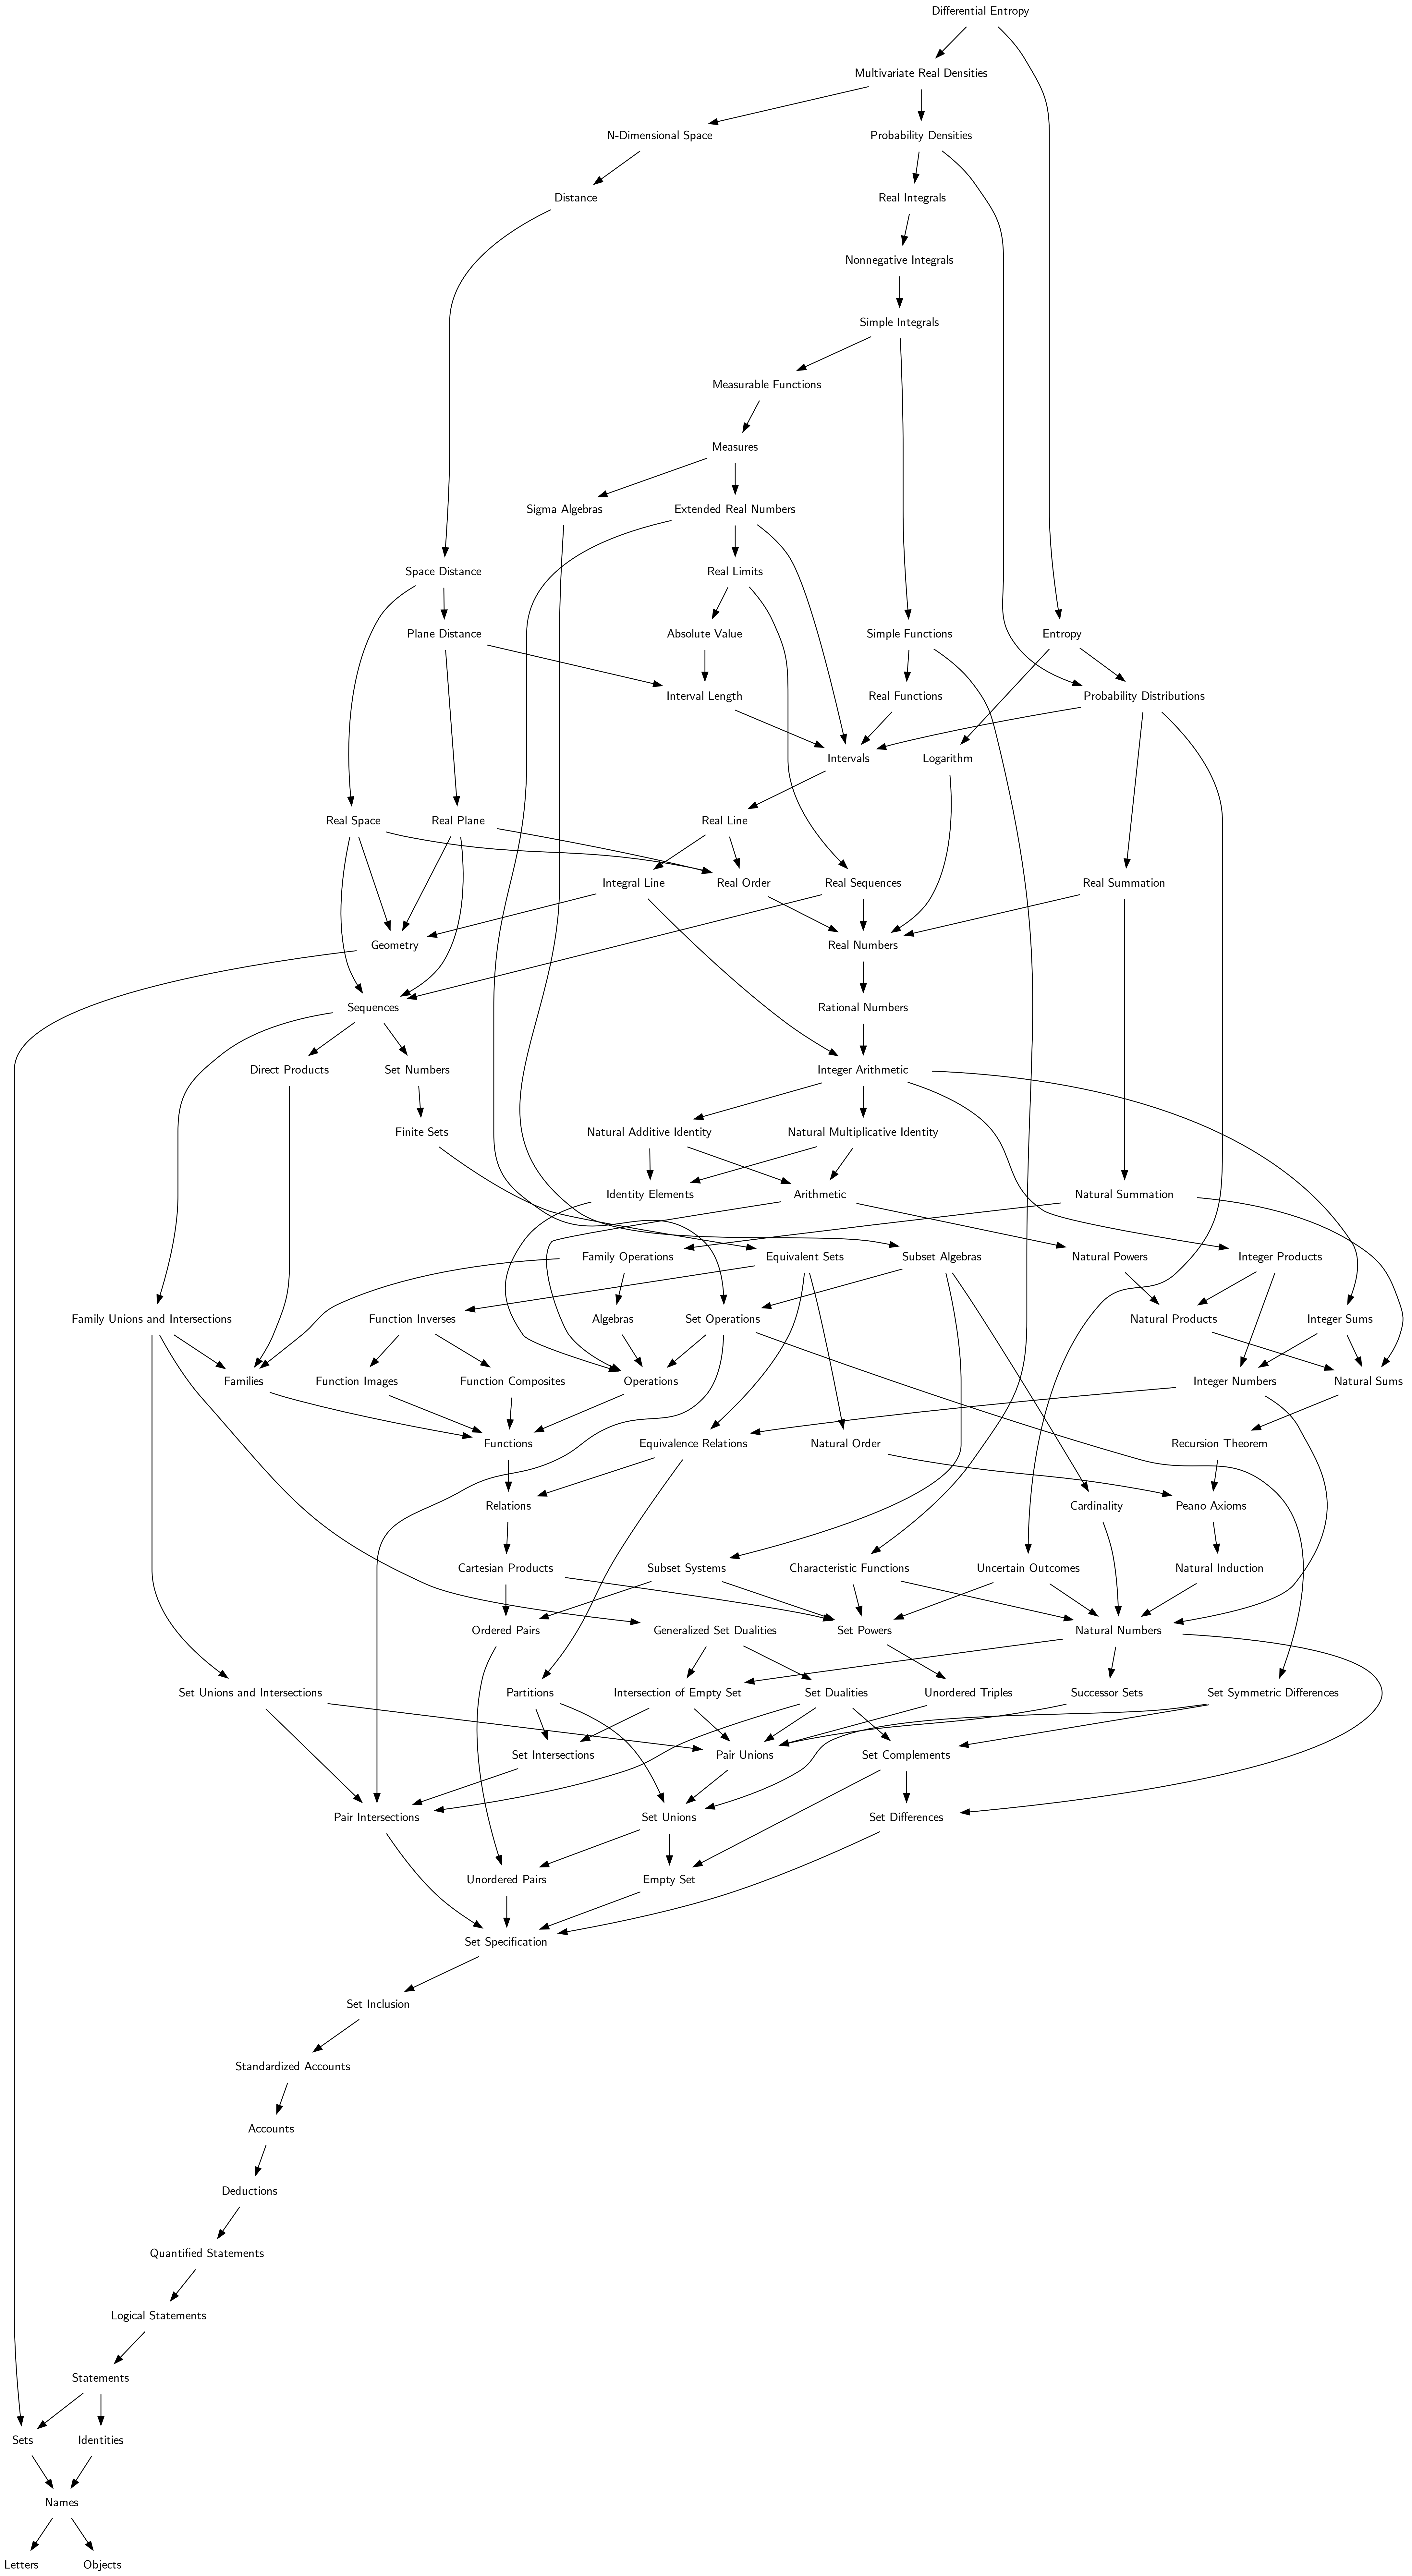 Differential Entropy
Multivariate Real Densities
N-Dimensional Space
Probability Densities
Distance
Real Integrals
Nonnegative Integrals
Simple Integrals
Measurable Functions
Measures
Sigma Algebras
Extended Real Numbers
Space Distance
Real Limits
Plane Distance
Absolute Value
Simple Functions
Entropy
Interval Length
Real Functions
Probability Distributions
Intervals
Logarithm
Real Space
Real Plane
Real Line
Integral Line
Real Order
Real Sequences
Real Summation
Geometry
Real Numbers
Sequences
Rational Numbers
Direct Products
Set Numbers
Integer Arithmetic
Finite Sets
Natural Additive Identity
Natural Multiplicative Identity
Identity Elements
Arithmetic
Natural Summation
Family Operations
Equivalent Sets
Subset Algebras
Natural Powers
Integer Products
Family Unions and Intersections
Function Inverses
Algebras
Set Operations
Natural Products
Integer Sums
Families
Function Images
Function Composites
Operations
Integer Numbers
Natural Sums
Functions
Equivalence Relations
Natural Order
Recursion Theorem
Relations
Cardinality
Peano Axioms
Cartesian Products
Subset Systems
Characteristic Functions
Uncertain Outcomes
Natural Induction
Ordered Pairs
Generalized Set Dualities
Set Powers
Natural Numbers
Set Unions and Intersections
Partitions
Intersection of Empty Set
Set Dualities
Unordered Triples
Successor Sets
Set Symmetric Differences
Set Intersections
Pair Unions
Set Complements
Pair Intersections
Set Unions
Set Differences
Unordered Pairs
Empty Set
Set Specification
Set Inclusion
Standardized Accounts
Accounts
Deductions
Quantified Statements
Logical Statements
Statements
Sets
Identities
Names
Letters
Objects